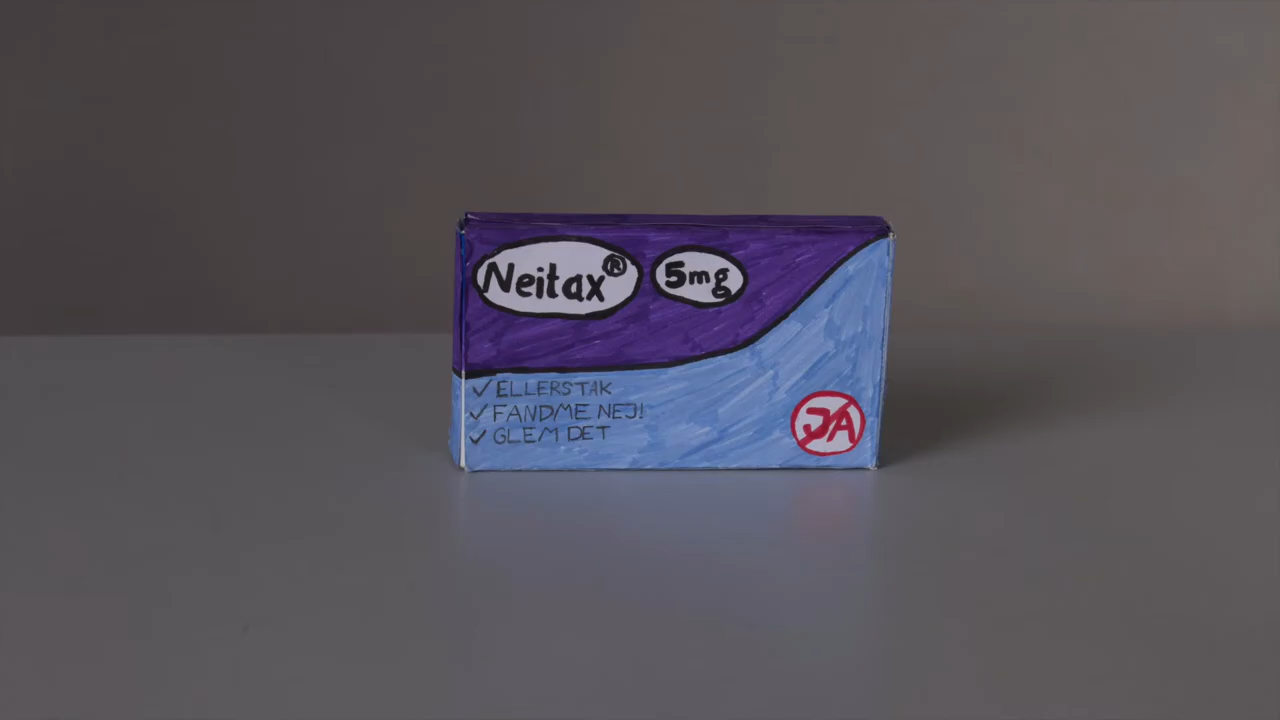 Neitax®
5mg
✓ ELLERSTAK
✓ FANDME NEJ!
✓ GLEM DET
JA